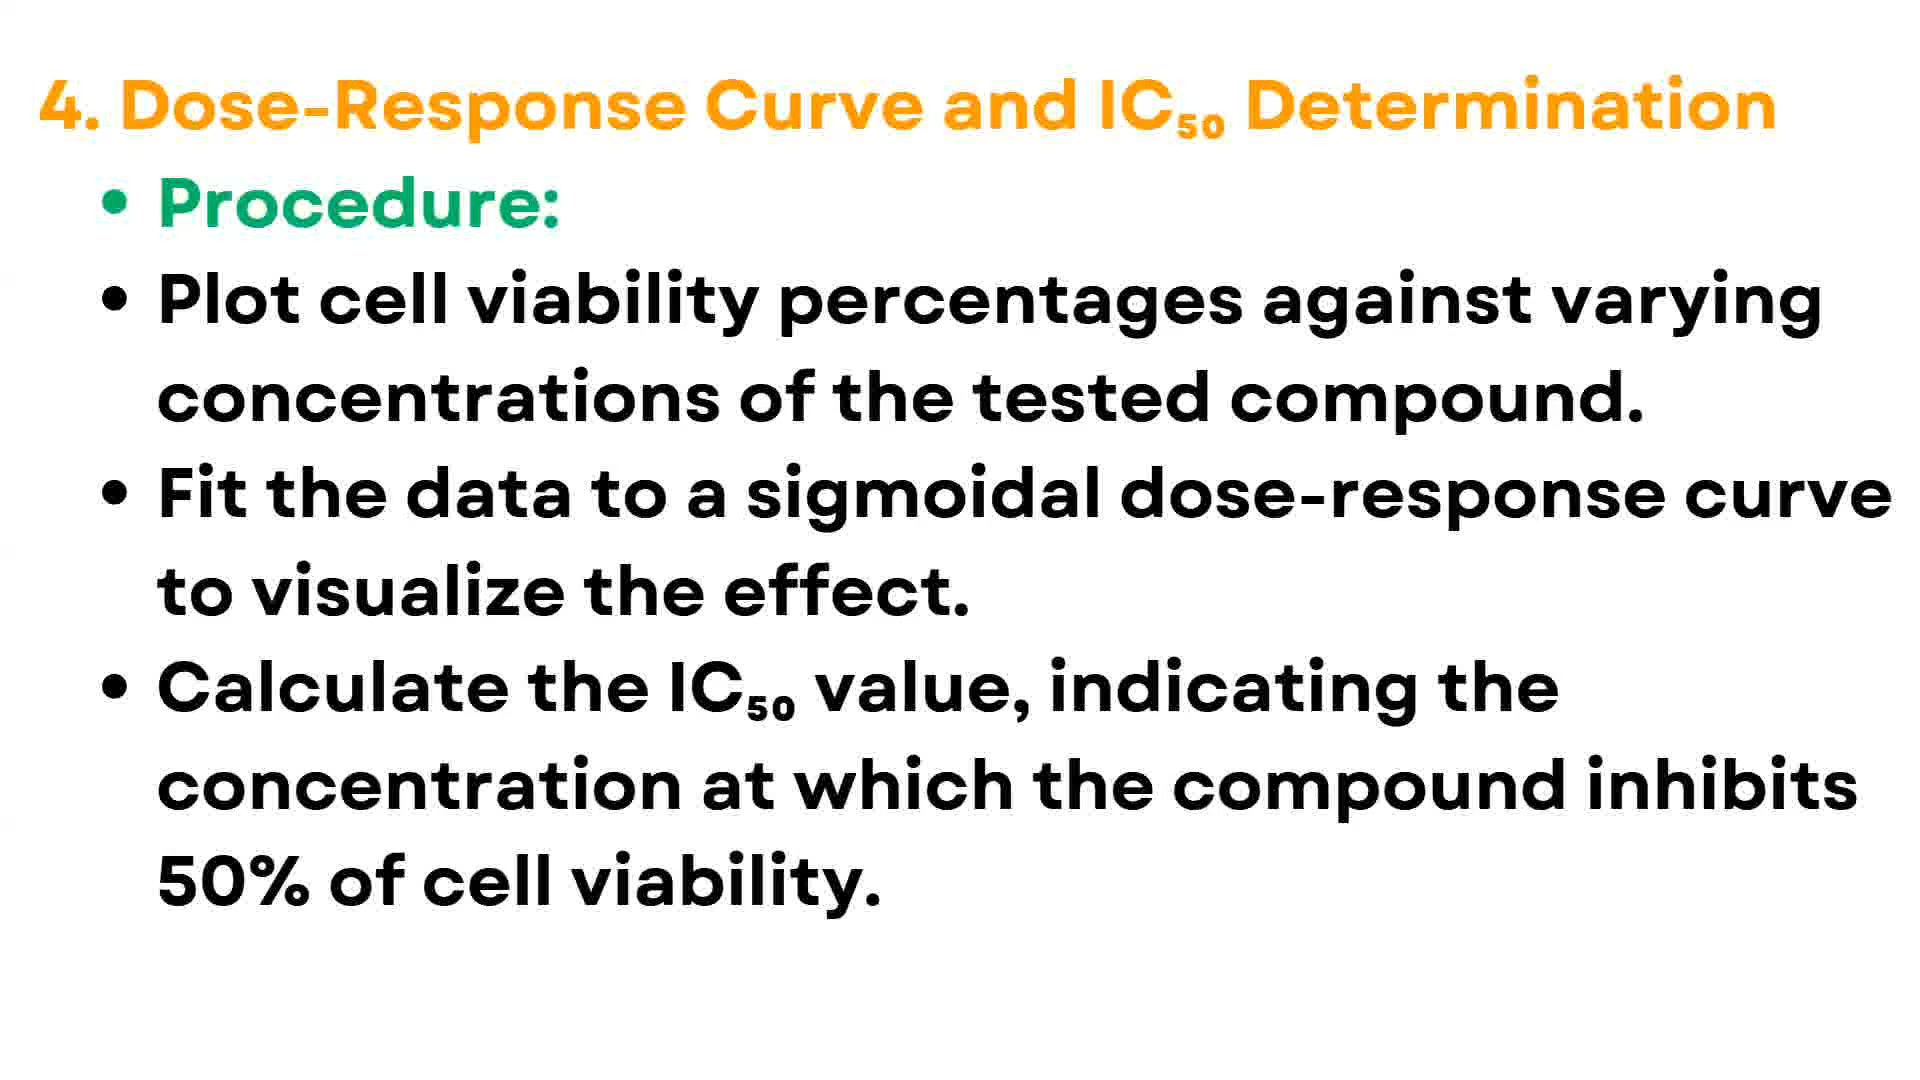 4. Dose-Response Curve and IC₅₀ Determination
• Procedure:
• Plot cell viability percentages against varying
concentrations of the tested compound.
• Fit the data to a sigmoidal dose-response curve
to visualize the effect.
• Calculate the IC₅₀ value, indicating the
concentration at which the compound inhibits
50% of cell viability.